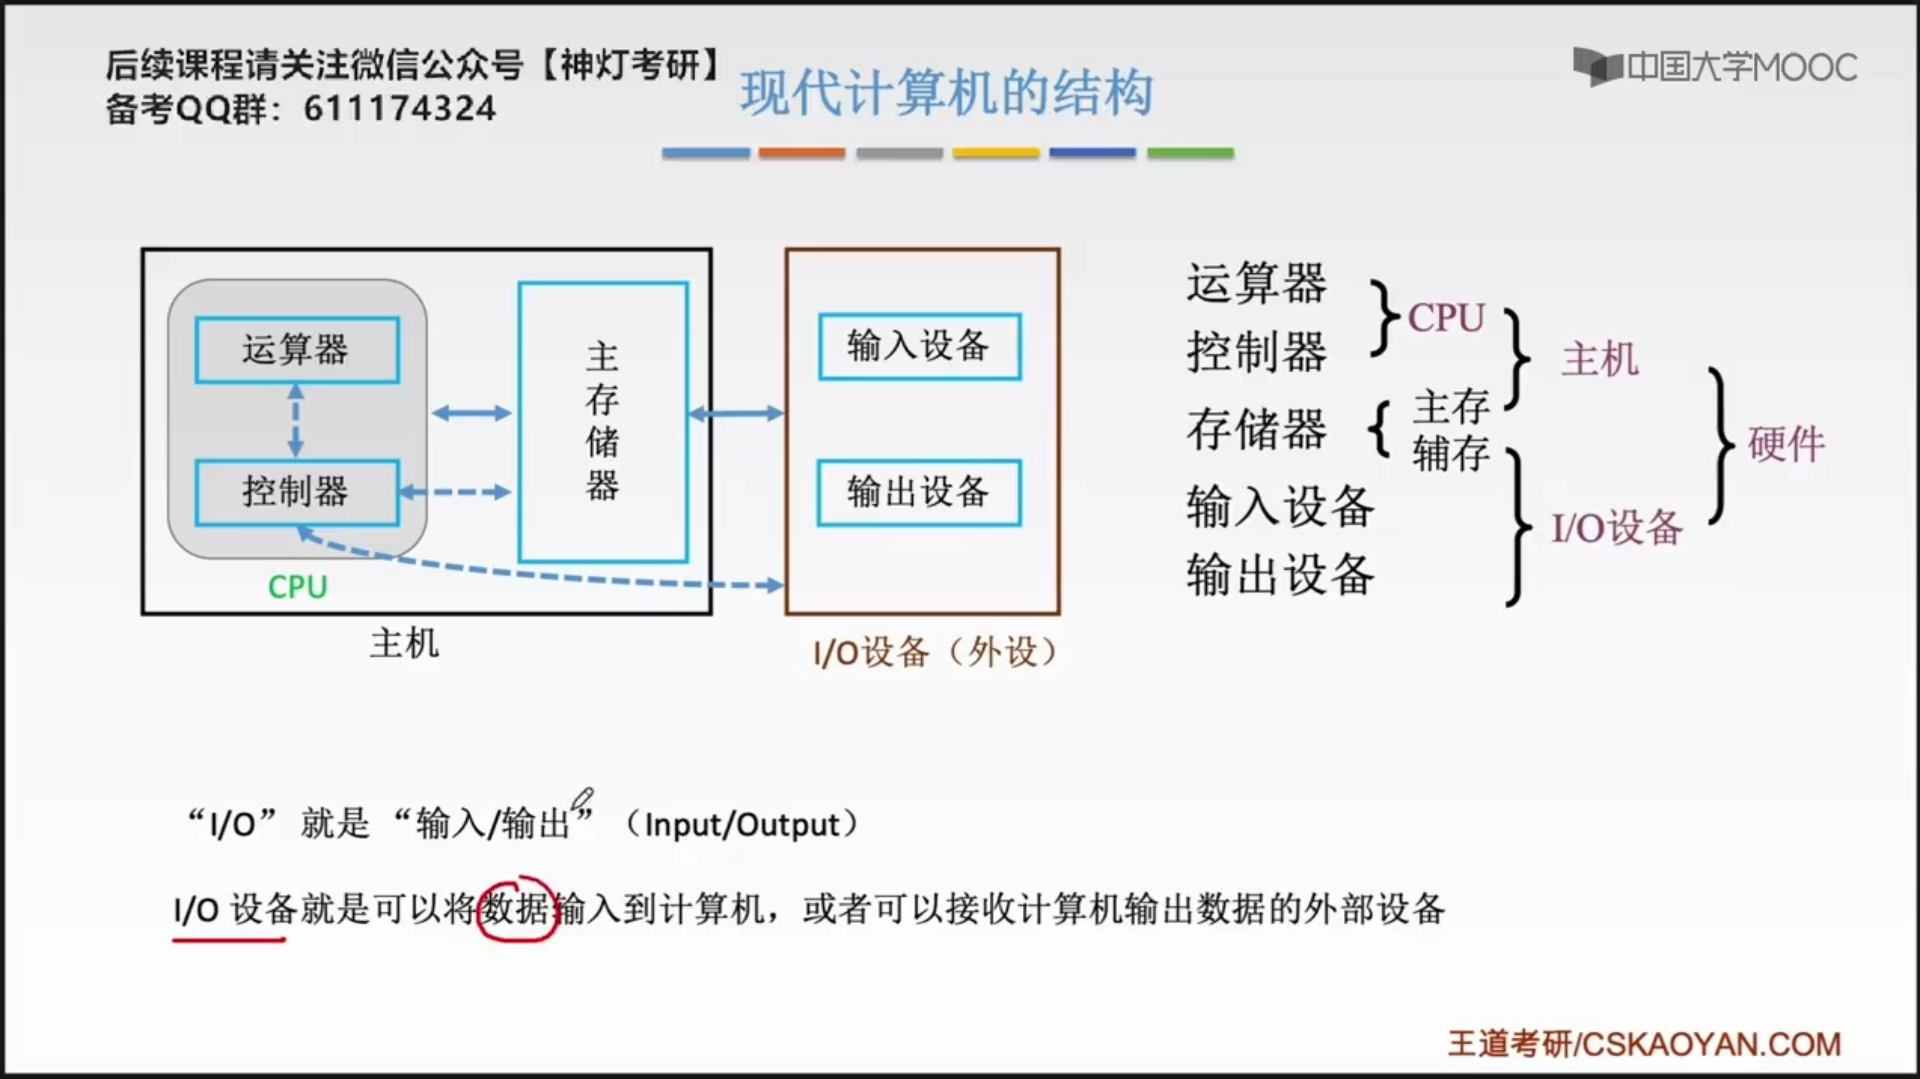 后续课程请关注微信公众号【神灯考研】
备考QQ群：611174324
现代计算机的结构
中国大学MOOC
运算器
控制器
CPU
主存储器
主机
输入设备
输出设备
I/O设备（外设）
运算器
控制器
CPU
存储器
主存
辅存
主机
输入设备
输出设备
I/O设备
硬件
“I/O” 就是 “输入/输出”（Input/Output）
I/O 设备就是可以将数据输入到计算机，或者可以接收计算机输出数据的外部设备
王道考研/CSKAOYAN.COM